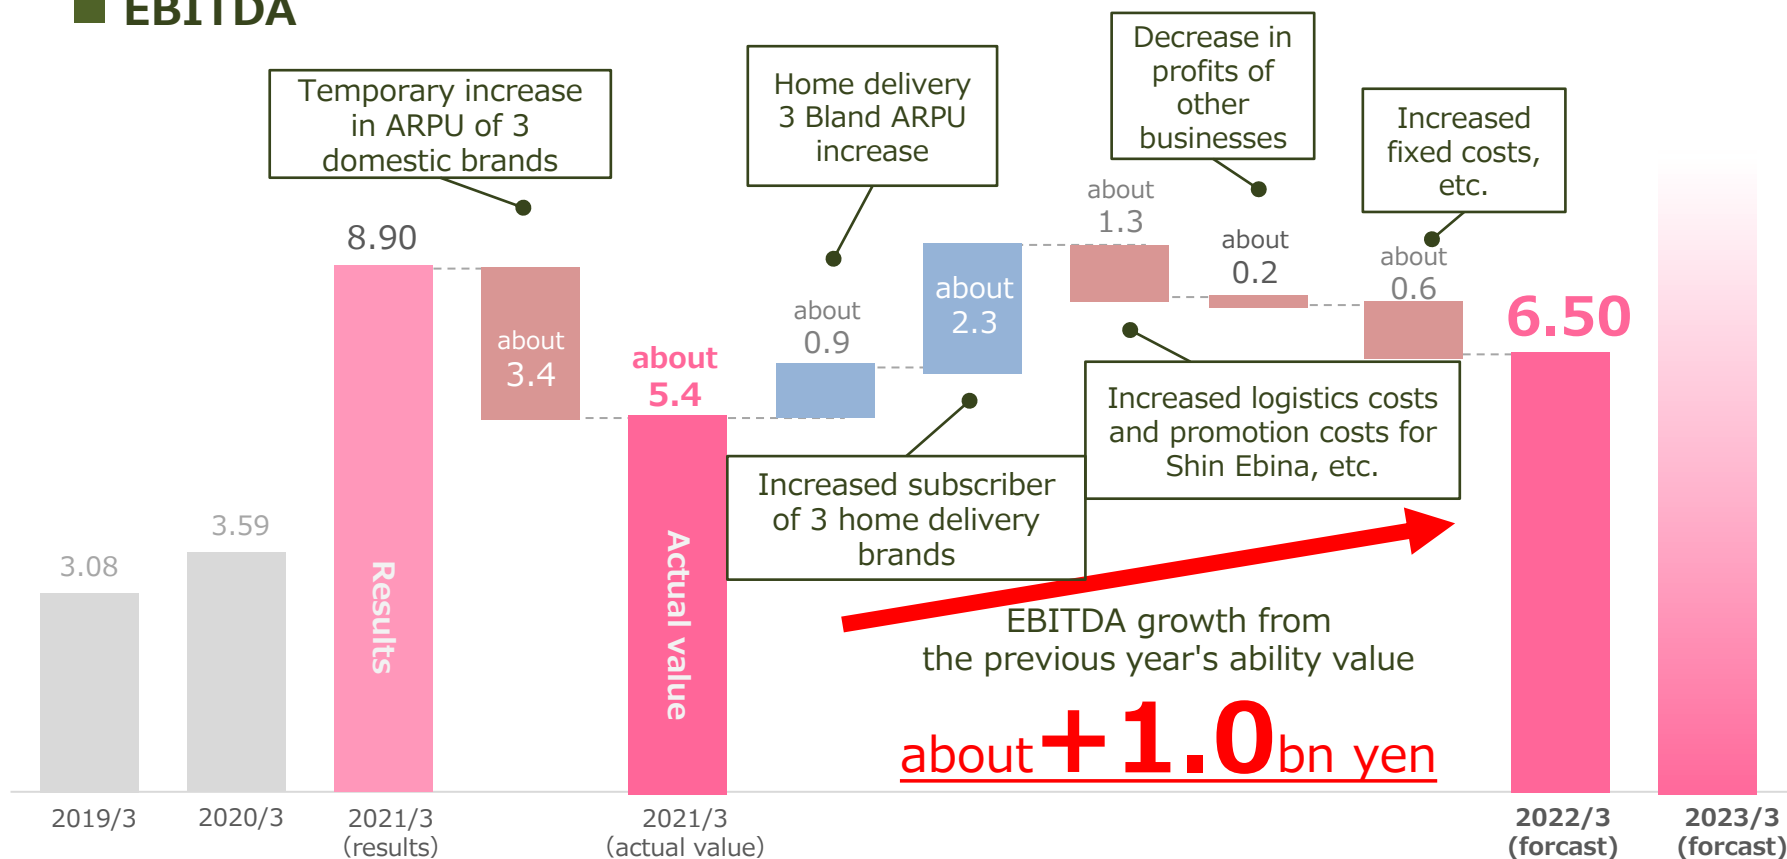 EBITDA
Temporary increase
in ARPU of 3
domestic brands
Home delivery
3 Bland ARPU
increase
Decrease in
profits of
other
businesses
Increased
fixed costs,
etc.
8.90
about
3.4
about
5.4
about
0.9
about
2.3
about
1.3
about
0.2
about
0.6
6.50
Increased logistics costs
and promotion costs for
Shin Ebina, etc.
Increased subscriber
of 3 home delivery
brands
3.08
3.59
Results
Actual value
EBITDA growth from
the previous year's ability value
about +1.0 bn yen
2019/3
2020/3
2021/3
(results)
2021/3
(actual value)
2022/3
(forcast)
2023/3
(forcast)